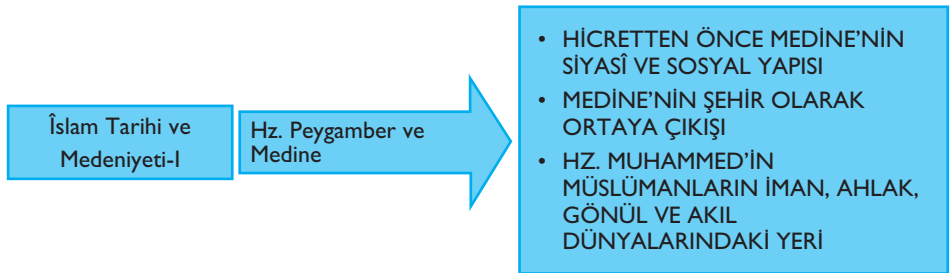 Îslam Tarihi ve
Medeniyeti-I
Hz. Peygamber ve
Medine
• HİCRETTEN ÖNCE MEDİNE’NİN
SİYASÎ VE SOSYAL YAPISI
• MEDİNE’NİN ŞEHİR OLARAK
ORTAYA ÇIKIŞI
• HZ. MUHAMMED’İN
MÜSLÜMANLARIN İMAN, AHLAK,
GÖNÜL VE AKIL
DÜNYALARINDAKİ YERİ